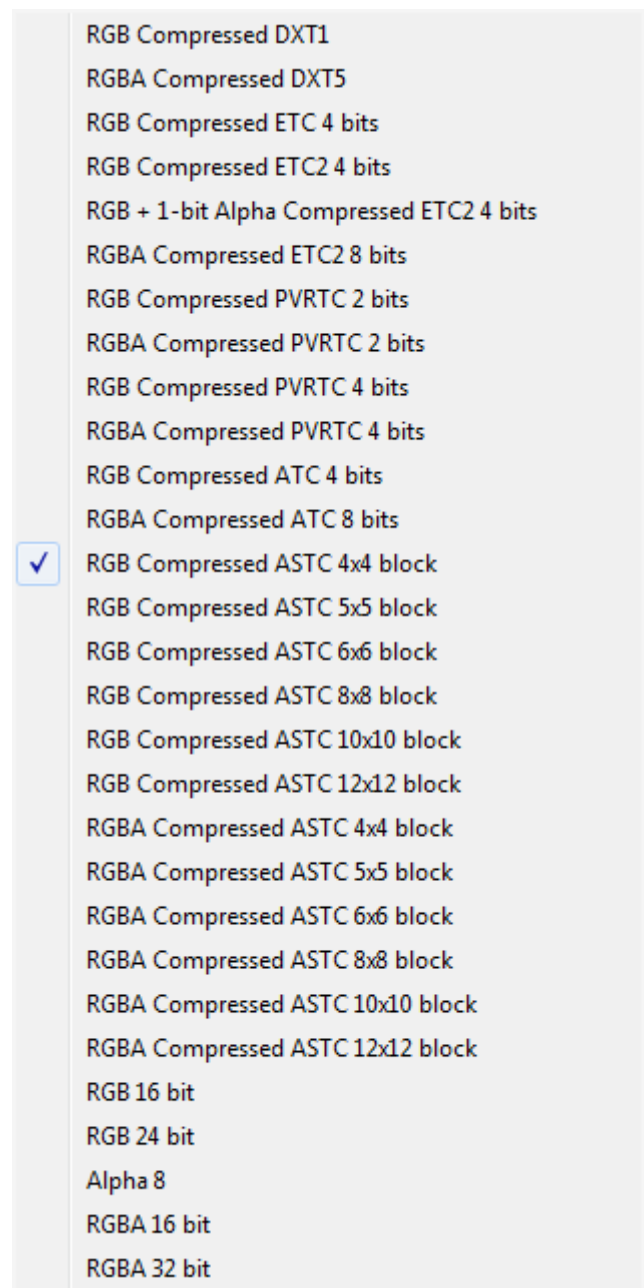 RGB Compressed DXT1
RGBA Compressed DXT5
RGB Compressed ETC 4 bits
RGB Compressed ETC2 4 bits
RGB + 1-bit Alpha Compressed ETC2 4 bits
RGBA Compressed ETC2 8 bits
RGB Compressed PVRTC 2 bits
RGBA Compressed PVRTC 2 bits
RGB Compressed PVRTC 4 bits
RGBA Compressed PVRTC 4 bits
RGB Compressed ATC 4 bits
RGBA Compressed ATC 8 bits
RGB Compressed ASTC 4x4 block
RGB Compressed ASTC 5x5 block
RGB Compressed ASTC 6x6 block
RGB Compressed ASTC 8x8 block
RGB Compressed ASTC 10x10 block
RGB Compressed ASTC 12x12 block
RGBA Compressed ASTC 4x4 block
RGBA Compressed ASTC 5x5 block
RGBA Compressed ASTC 6x6 block
RGBA Compressed ASTC 8x8 block
RGBA Compressed ASTC 10x10 block
RGBA Compressed ASTC 12x12 block
RGB 16 bit
RGB 24 bit
Alpha 8
RGBA 16 bit
RGBA 32 bit